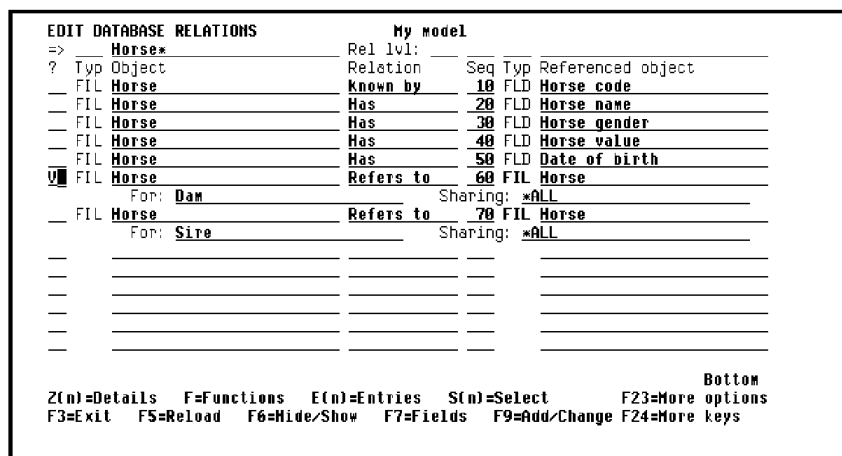 EDIT DATABASE RELATIONS My model
=> Horse* Rel lvl:
? Typ Object Relation Seq Typ Referenced object
FIL Horse Known by 10 FLD Horse code
FIL Horse Has 20 FLD Horse name
FIL Horse Has 30 FLD Horse gender
FIL Horse Has 40 FLD Horse value
FIL Horse Has 50 FLD Date of birth
V FIL Horse Refers to 60 FIL Horse
For: Dam Sharing: *ALL
FIL Horse Refers to 70 FIL Horse
For: Sire Sharing: *ALL
Bottom
Z(n)=Details F=Functions E(n)=Entries S(n)=Select F23=More options
F3=Exit F5=Reload F6=Hide/Show F7=Fields F9=Add/Change F24=More keys